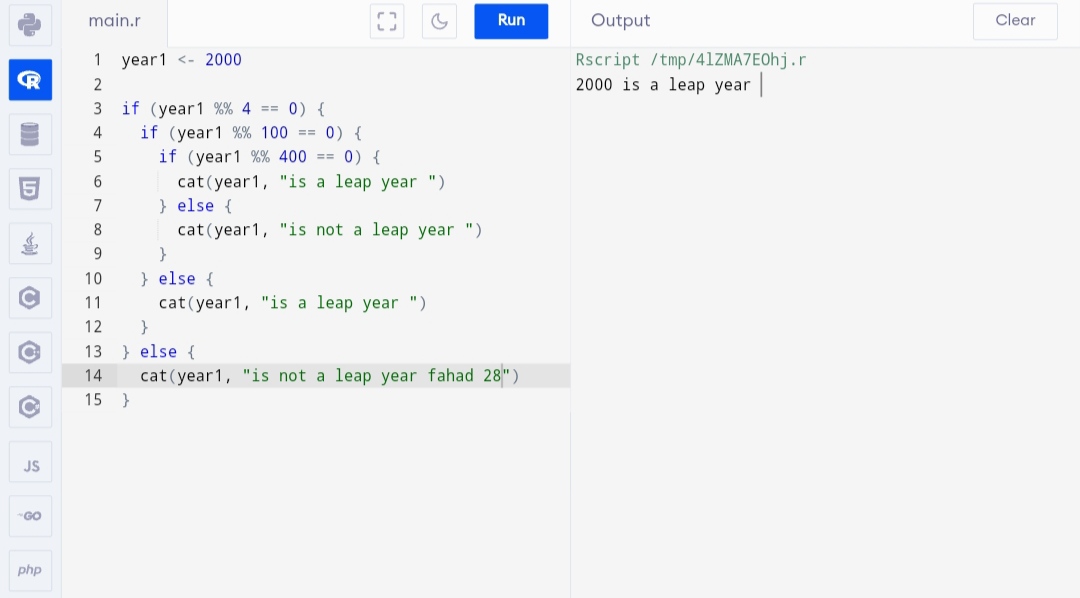 main.r
Run
Output
Clear
1 year1 <- 2000
2
3 if (year1 %% 4 == 0) {
4 if (year1 %% 100 == 0) {
5 if (year1 %% 400 == 0) {
6 cat(year1, "is a leap year ")
7 } else {
8 cat(year1, "is not a leap year ")
9 }
10 } else {
11 cat(year1, "is a leap year ")
12 }
13 } else {
14 cat(year1, "is not a leap year fahad 28")
15 }
Rscript /tmp/4lZMA7EOhj.r
2000 is a leap year
R
5
C
C
C
JS
GO
php